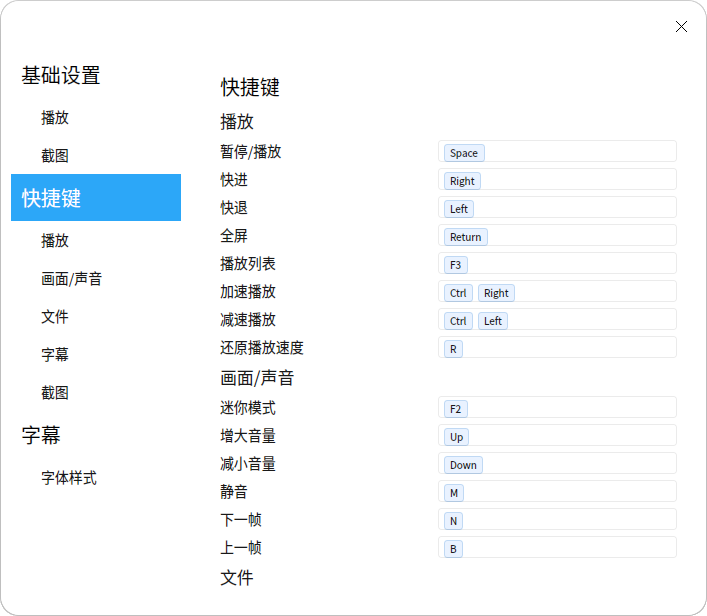 基础设置
播放
截图
快捷键
播放
画面/声音
文件
字幕
截图
字幕
字体样式
快捷键
播放
暂停/播放 Space
快进 Right
快退 Left
全屏 Return
播放列表 F3
加速播放 Ctrl Right
减速播放 Ctrl Left
还原播放速度 R
画面/声音
迷你模式 F2
增大音量 Up
减小音量 Down
静音 M
下一帧 N
上一帧 B
文件